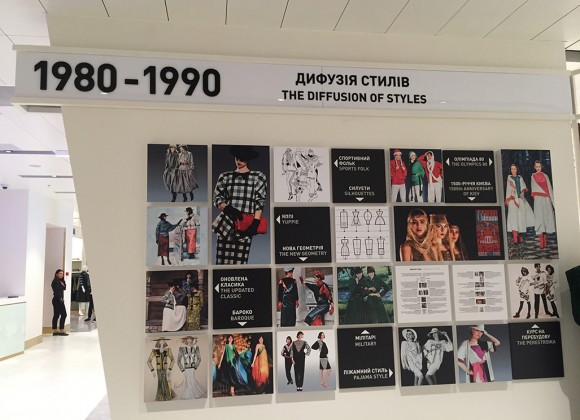 1980-1990
ДИФУЗІЯ СТИЛІВ
THE DIFFUSION OF STYLES
СПОРТИВНИЙ
ФОЛЬК
SPORTS FOLK
СИЛУЕТИ
SILHOUETTES
ОЛІМПІАДА 80
THE OLYMPICS 80
1500-РІЧЧЯ КИЄВА
1500TH ANNIVERSARY
OF KIEV
ЯППІ
YUPPIE
НОВА ГЕОМЕТРІЯ
THE NEW GEOMETRY
ОНОВЛЕНА
КЛАСИКА
THE UPDATED
CLASSIC
БАРОКО
BAROQUE
МІЛІТАРІ
MILITARY
ПІЖАМНИЙ СТИЛЬ
PAJAMA STYLE
КУРС НА
ПЕРЕБУДОВУ
THE PERESTROIKA